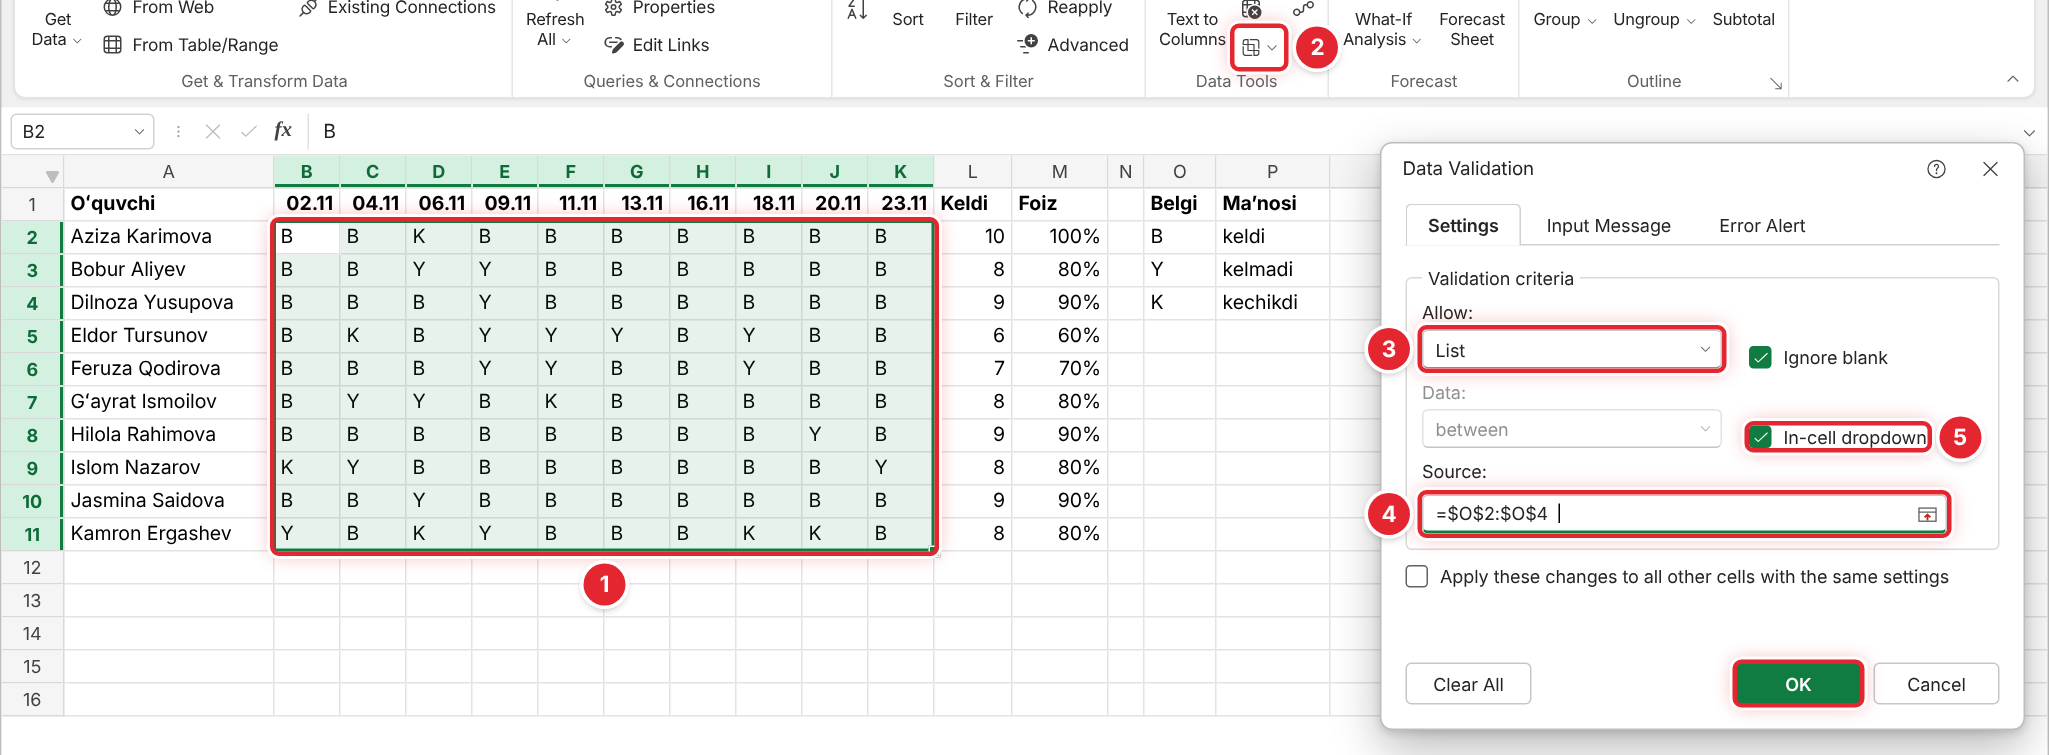 From Web
Existing Connections
Properties
Reapply
Get
Data
Refresh
All
Sort
Filter
Text to
Columns
What-If
Analysis
Forecast
Sheet
Group
Ungroup
Subtotal
From Table/Range
Edit Links
Advanced
2
Get & Transform Data
Queries & Connections
Sort & Filter
Data Tools
Forecast
Outline
B2
fx
B
A B C D E F G H I J K L M N O P
1 Oʻquvchi 02.11 04.11 06.11 09.11 11.11 13.11 16.11 18.11 20.11 23.11 Keldi Foiz Belgi Maʼnosi
2 Aziza Karimova B B K B B B B B B B 10 100% B keldi
3 Bobur Aliyev B B Y Y B B B B B B 8 80% Y kelmadi
4 Dilnoza Yusupova B B B Y B B B B B B 9 90% K kechikdi
5 Eldor Tursunov B K B Y Y Y B Y B B 6 60%
6 Feruza Qodirova B B B Y Y B B Y B B 7 70%
7 Gʻayrat Ismoilov B Y Y B K B B B B B 8 80%
8 Hilola Rahimova B B B B B B B B Y B 9 90%
9 Islom Nazarov K Y B B B B B B B Y 8 80%
10 Jasmina Saidova B B Y B B B B B B B 9 90%
11 Kamron Ergashev Y B K Y B B B K K B 8 80%
12
13
14
15
16
1
Data Validation
Settings
Input Message
Error Alert
Validation criteria
Allow:
3
List
Ignore blank
Data:
between
In-cell dropdown
5
Source:
4
=$O$2:$O$4
Apply these changes to all other cells with the same settings
Clear All
OK
Cancel